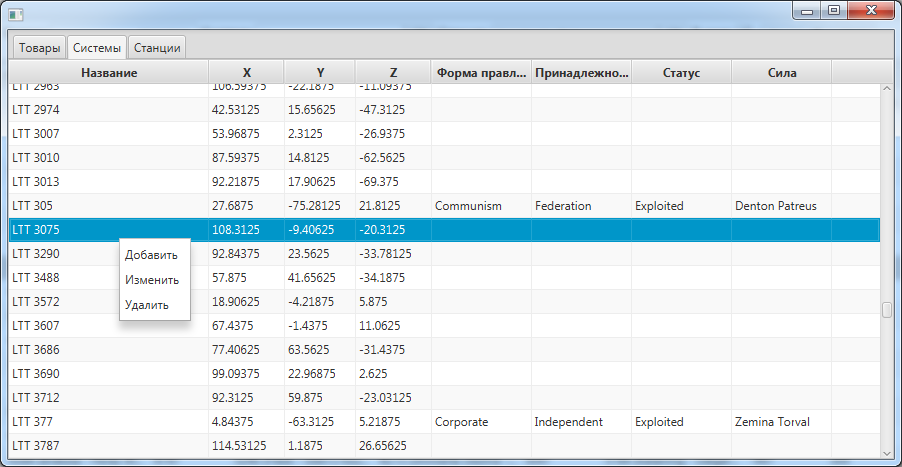 Товары Системы Станции
Название X Y Z Форма правл... Принадлежно... Статус Сила
LTT 2963 106.59375 -22.1875 -11.09375
LTT 2974 42.53125 15.65625 -47.3125
LTT 3007 53.96875 2.3125 -26.9375
LTT 3010 87.59375 14.8125 -62.5625
LTT 3013 92.21875 17.90625 -69.375
LTT 305 27.6875 -75.28125 21.8125 Communism Federation Exploited Denton Patreus
LTT 3075 108.3125 -9.40625 -20.3125
Добавить
LTT 3290 92.84375 23.5625 -33.78125
Изменить
LTT 3488 57.875 41.65625 -34.1875
Удалить
LTT 3572 18.90625 -4.21875 5.875
LTT 3607 67.4375 -1.4375 11.0625
LTT 3686 77.40625 63.5625 -31.4375
LTT 3690 99.09375 22.96875 2.625
LTT 3712 92.3125 59.875 -23.03125
LTT 377 4.84375 -63.3125 5.21875 Corporate Independent Exploited Zemina Torval
LTT 3787 114.53125 1.1875 26.65625